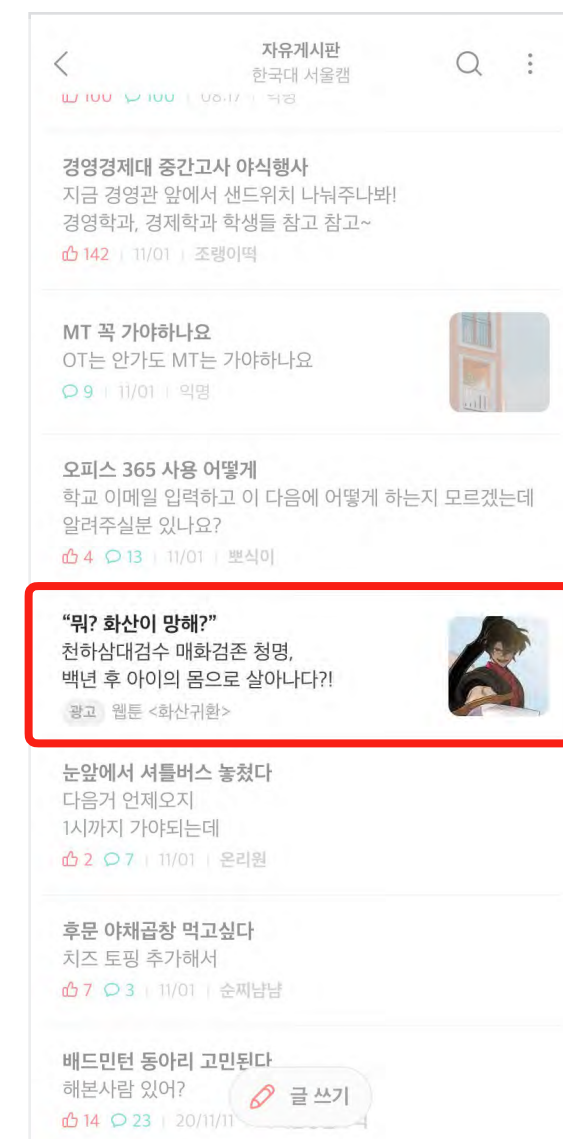 자유게시판
한국대 서울캠
100 100 08:17 익명
경영경제대 중간고사 야식행사
지금 경영관 앞에서 샌드위치 나눠주나봐!
경영학과, 경제학과 학생들 참고 참고~
142 11/01 조랭이떡
MT 꼭 가야하나요
OT는 안가도 MT는 가야하나요
9 11/01 익명
오피스 365 사용 어떻게
학교 이메일 입력하고 이 다음에 어떻게 하는지 모르겠는데
알려주실분 있나요?
4 13 11/01 뽀식이
“뭐? 화산이 망해?”
천하삼대검수 매화검존 청명,
백년 후 아이의 몸으로 살아나다?!
광고 웹툰 <화산귀환>
눈앞에서 셔틀버스 놓쳤다
다음거 언제오지
1시까지 가야되는데
2 7 11/01 온리원
후문 야채곱창 먹고싶다
치즈 토핑 추가해서
7 3 11/01 순찌냠냠
배드민턴 동아리 고민된다
해본사람 있어?
글 쓰기
14 23 20/11/11